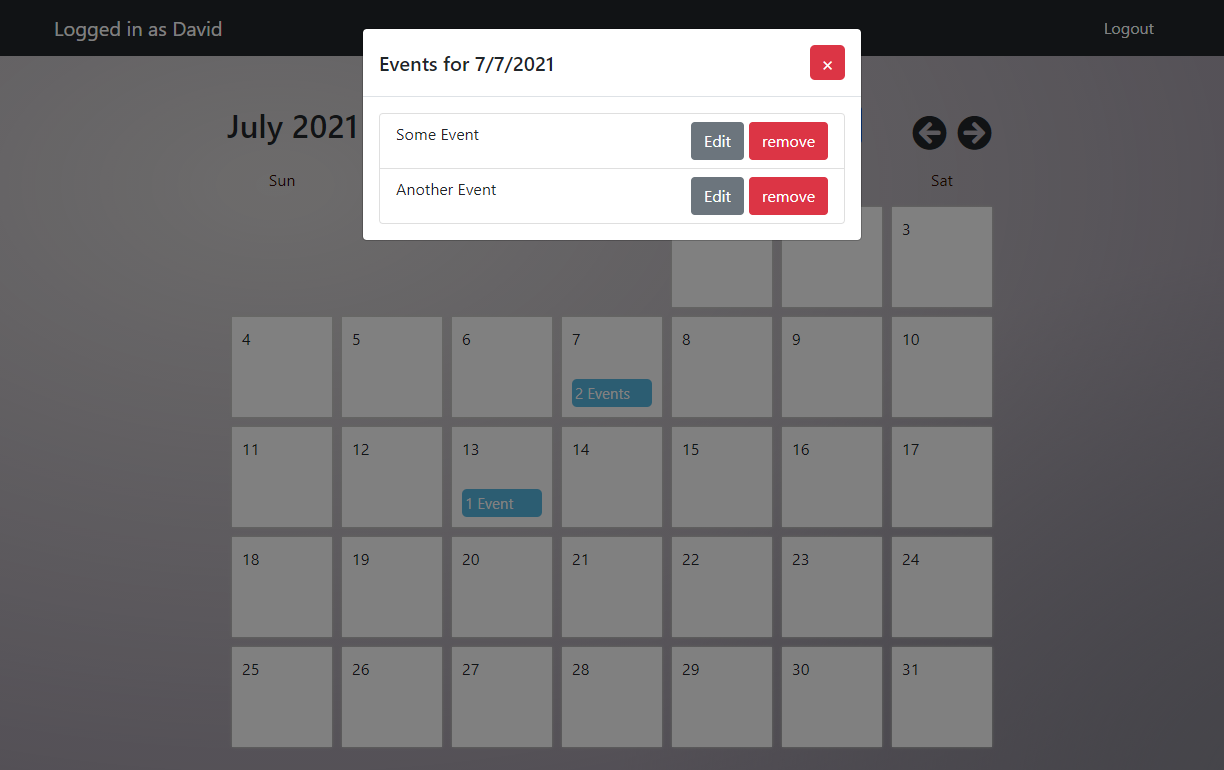 Logged in as David Logout
Events for 7/7/2021 ×
July 2021
Some Event Edit remove
Another Event Edit remove
Sun Sat
3
4 5 6 7 8 9 10
2 Events
11 12 13 14 15 16 17
1 Event
18 19 20 21 22 23 24
25 26 27 28 29 30 31